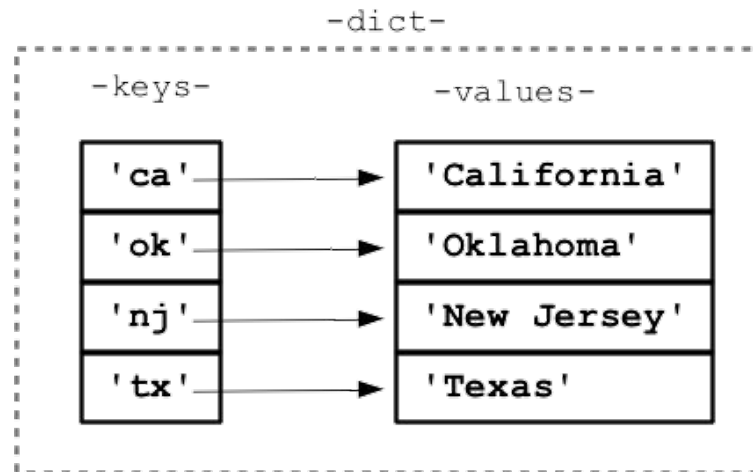 -dict-
-keys- -values-
'ca' 'California'
'ok' 'Oklahoma'
'nj' 'New Jersey'
'tx' 'Texas'